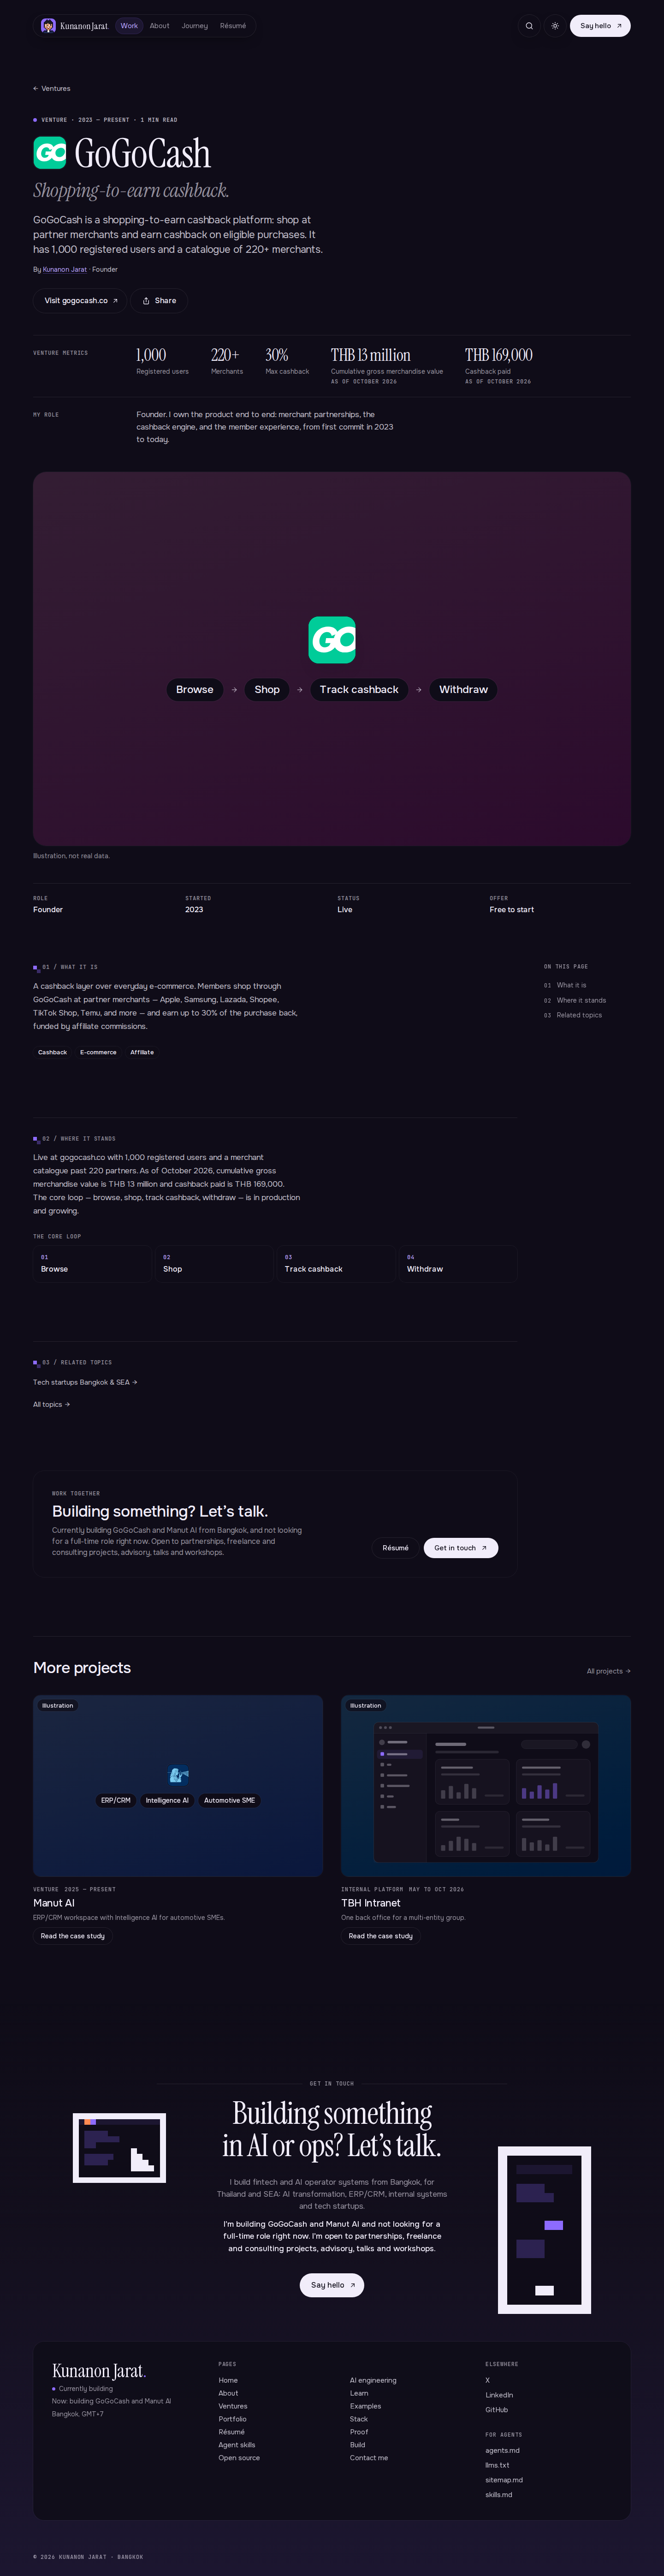 Kunanon Jarat.
Work
About
Journey
Résumé
Say hello ↗
← Ventures
VENTURE · 2023 — PRESENT · 1 MIN READ
GO
GoGoCash
Shopping-to-earn cashback.
GoGoCash is a shopping-to-earn cashback platform: shop at
partner merchants and earn cashback on eligible purchases. It
has 1,000 registered users and a catalogue of 220+ merchants.
By Kunanon Jarat · Founder
Visit gogocash.co ↗
Share
VENTURE METRICS
1,000
Registered users
220+
Merchants
30%
Max cashback
THB 13 million
Cumulative gross merchandise value
AS OF OCTOBER 2026
THB 169,000
Cashback paid
AS OF OCTOBER 2026
MY ROLE
Founder. I own the product end to end: merchant partnerships, the
cashback engine, and the member experience, from first commit in 2023
to today.
GO
Browse → Shop → Track cashback → Withdraw
Illustration, not real data.
ROLE
Founder
STARTED
2023
STATUS
Live
OFFER
Free to start
01 / WHAT IT IS
A cashback layer over everyday e-commerce. Members shop through
GoGoCash at partner merchants — Apple, Samsung, Lazada, Shopee,
TikTok Shop, Temu, and more — and earn up to 30% of the purchase back,
funded by affiliate commissions.
Cashback
E-commerce
Affiliate
ON THIS PAGE
01 What it is
02 Where it stands
03 Related topics
02 / WHERE IT STANDS
Live at gogocash.co with 1,000 registered users and a merchant
catalogue past 220 partners. As of October 2026, cumulative gross
merchandise value is THB 13 million and cashback paid is THB 169,000.
The core loop — browse, shop, track cashback, withdraw — is in production
and growing.
THE CORE LOOP
01
Browse
02
Shop
03
Track cashback
04
Withdraw
03 / RELATED TOPICS
Tech startups Bangkok & SEA →
All topics →
WORK TOGETHER
Building something? Let’s talk.
Currently building GoGoCash and Manut AI from Bangkok, and not looking
for a full-time role right now. Open to partnerships, freelance and
consulting projects, advisory, talks and workshops.
Résumé
Get in touch ↗
More projects
All projects →
Illustration
ERP/CRM
Intelligence AI
Automotive SME
VENTURE 2025 — PRESENT
Manut AI
ERP/CRM workspace with Intelligence AI for automotive SMEs.
Read the case study
Illustration
INTERNAL PLATFORM MAY TO OCT 2026
TBH Intranet
One back office for a multi-entity group.
Read the case study
GET IN TOUCH
Building something
in AI or ops? Let’s talk.
I build fintech and AI operator systems from Bangkok, for
Thailand and SEA: AI transformation, ERP/CRM, internal systems
and tech startups.
I'm building GoGoCash and Manut AI and not looking for a
full-time role right now. I'm open to partnerships, freelance
and consulting projects, advisory, talks and workshops.
Say hello ↗
Kunanon Jarat.
Currently building
Now: building GoGoCash and Manut AI
Bangkok, GMT+7
PAGES
Home
About
Ventures
Portfolio
Résumé
Agent skills
Open source
AI engineering
Learn
Examples
Stack
Proof
Build
Contact me
ELSEWHERE
X
LinkedIn
GitHub
FOR AGENTS
agents.md
llms.txt
sitemap.md
skills.md
© 2026 KUNANON JARAT · BANGKOK